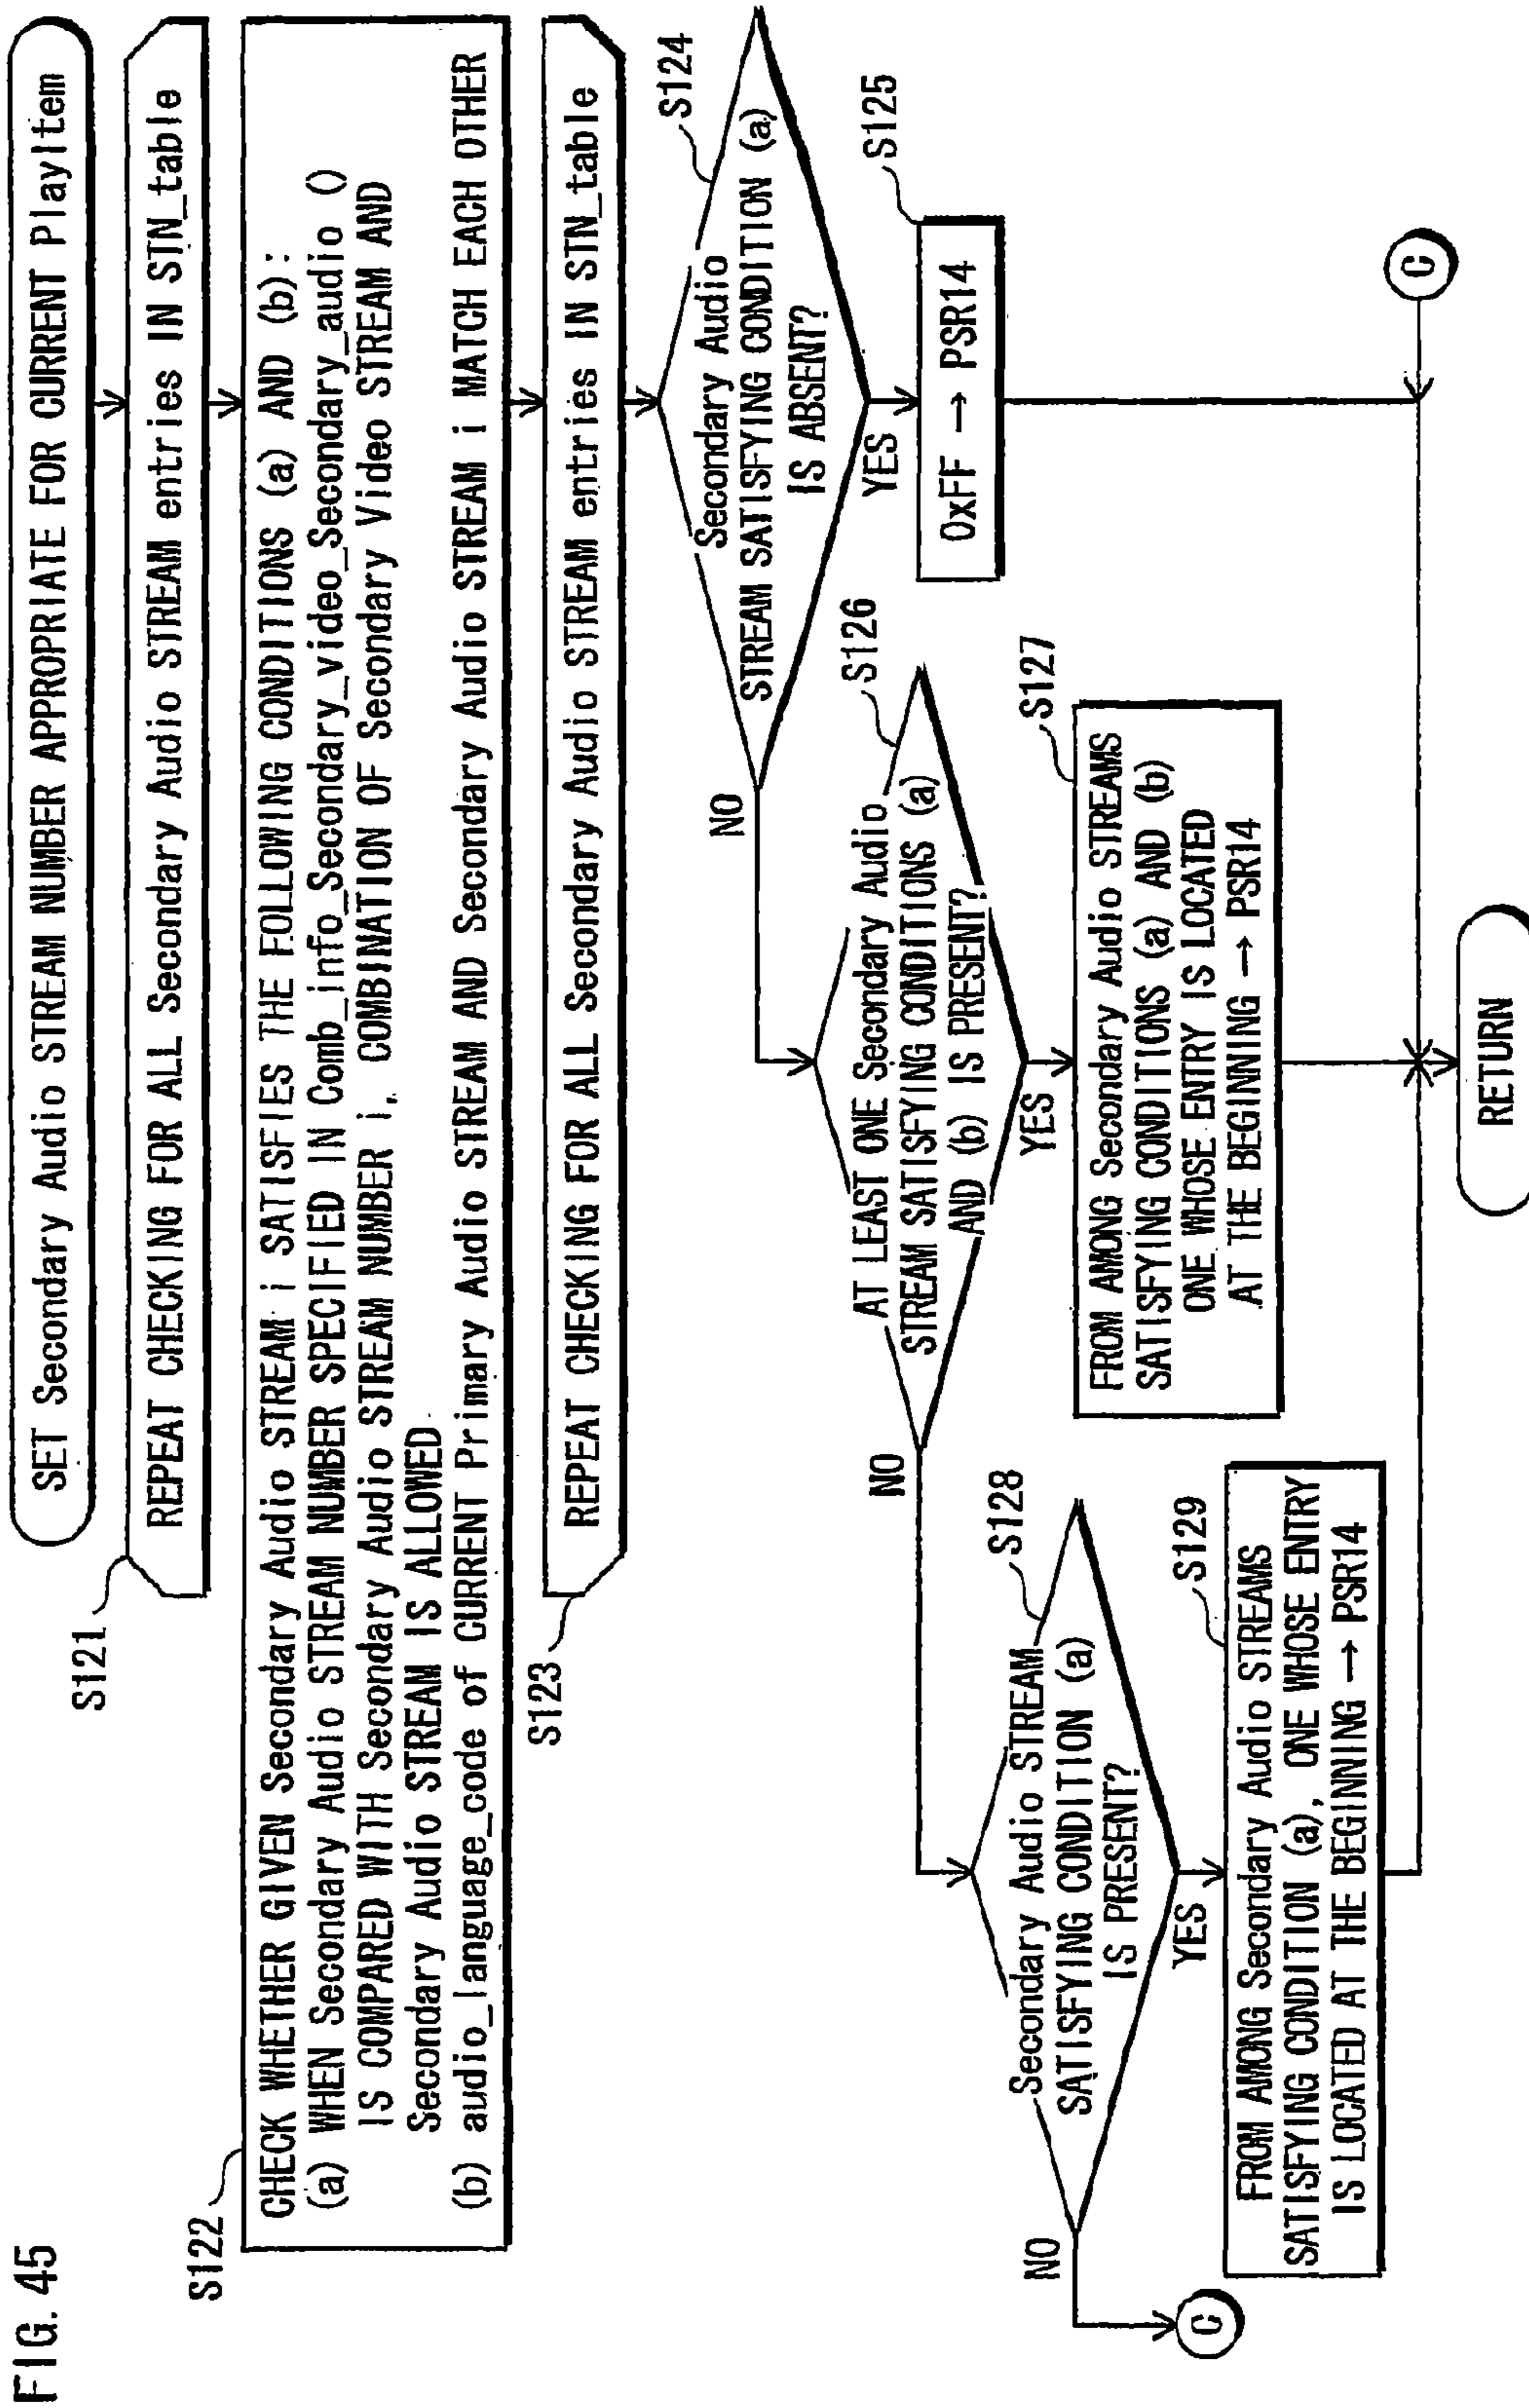 FIG. 45
SET Secondary Audio STREAM NUMBER APPROPRIATE FOR CURRENT PlayItem
S121
REPEAT CHECKING FOR ALL Secondary Audio STREAM entries IN STN_table
S122
CHECK WHETHER GIVEN Secondary Audio STREAM i SATISFIES THE FOLLOWING CONDITIONS (a) AND (b):
(a) WHEN Secondary Audio STREAM NUMBER SPECIFIED IN Comb_info_Secondary_video_Secondary_audio ()
IS COMPARED WITH Secondary Audio STREAM NUMBER i, COMBINATION OF Secondary Video STREAM AND
Secondary Audio STREAM IS ALLOWED
(b) audio_language_code of CURRENT Primary Audio STREAM AND Secondary Audio STREAM i MATCH EACH OTHER
S123
REPEAT CHECKING FOR ALL Secondary Audio STREAM entries IN STN_table
S124
Secondary Audio
STREAM SATISFYING CONDITION (a)
IS ABSENT?
NO
YES
S125
0xFF → PSR14
S126
AT LEAST ONE Secondary Audio
STREAM SATISFYING CONDITIONS (a)
AND (b) IS PRESENT?
NO
YES
S127
FROM AMONG Secondary Audio STREAMS
SATISFYING CONDITIONS (a) AND (b)
ONE WHOSE ENTRY IS LOCATED
AT THE BEGINNING → PSR14
S128
Secondary Audio STREAM
SATISFYING CONDITION (a)
IS PRESENT?
NO
YES
S129
FROM AMONG Secondary Audio STREAMS
SATISFYING CONDITION (a), ONE WHOSE ENTRY
IS LOCATED AT THE BEGINNING → PSR14
C
C
RETURN